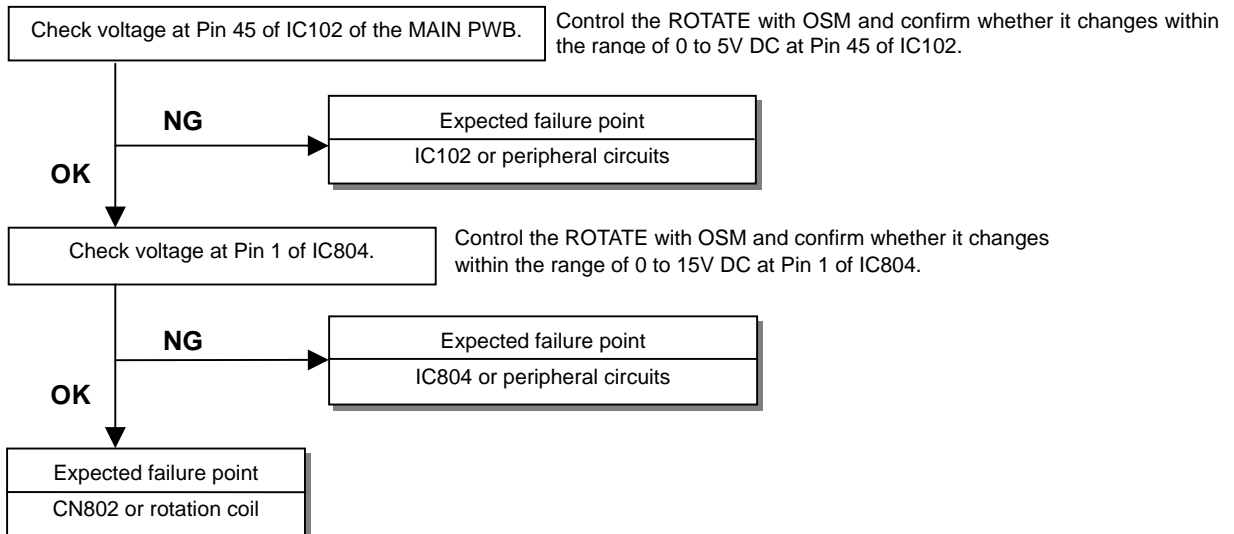 Check voltage at Pin 45 of IC102 of the MAIN PWB.
Control the ROTATE with OSM and confirm whether it changes within
the range of 0 to 5V DC at Pin 45 of IC102.
NG
Expected failure point
IC102 or peripheral circuits
OK
Check voltage at Pin 1 of IC804.
Control the ROTATE with OSM and confirm whether it changes
within the range of 0 to 15V DC at Pin 1 of IC804.
NG
Expected failure point
IC804 or peripheral circuits
OK
Expected failure point
CN802 or rotation coil